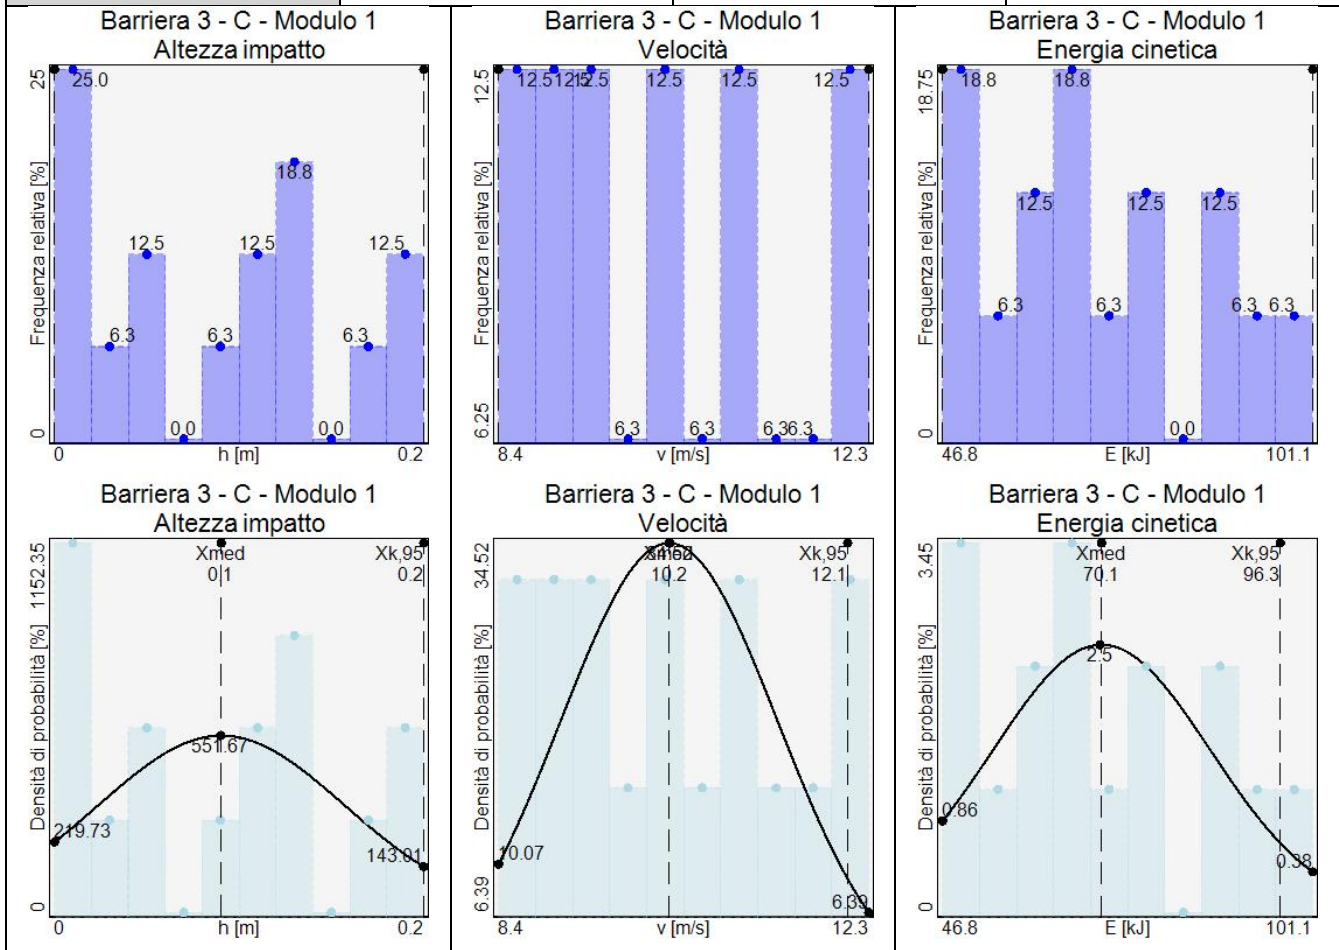 Barriera 3 - C - Modulo 1
Altezza impatto
25
Frequenza relativa [%]
0
25.0
6.3
12.5
0.0
6.3
12.5
18.8
0.0
6.3
12.5
0
h [m]
0.2
Barriera 3 - C - Modulo 1
Velocità
12.5
Frequenza relativa [%]
6.25
12.5
12.5
12.5
6.3
12.5
6.3
12.5
6.3
6.3
12.5
8.4
v [m/s]
12.3
Barriera 3 - C - Modulo 1
Energia cinetica
18.75
Frequenza relativa [%]
0
18.8
6.3
12.5
18.8
6.3
12.5
0.0
12.5
6.3
6.3
46.8
E [kJ]
101.1
Barriera 3 - C - Modulo 1
Altezza impatto
1152.35
Densità di probabilità [%]
0
Xmed
0.1
Xk,95
0.2
219.73
551.67
143.01
0
h [m]
0.2
Barriera 3 - C - Modulo 1
Velocità
34.52
Densità di probabilità [%]
6.39
Xmed
10.2
34.52
Xk,95
12.1
10.07
6.39
8.4
v [m/s]
12.3
Barriera 3 - C - Modulo 1
Energia cinetica
3.45
Densità di probabilità [%]
0
Xmed
70.1
Xk,95
96.3
0.86
2.5
0.38
46.8
E [kJ]
101.1